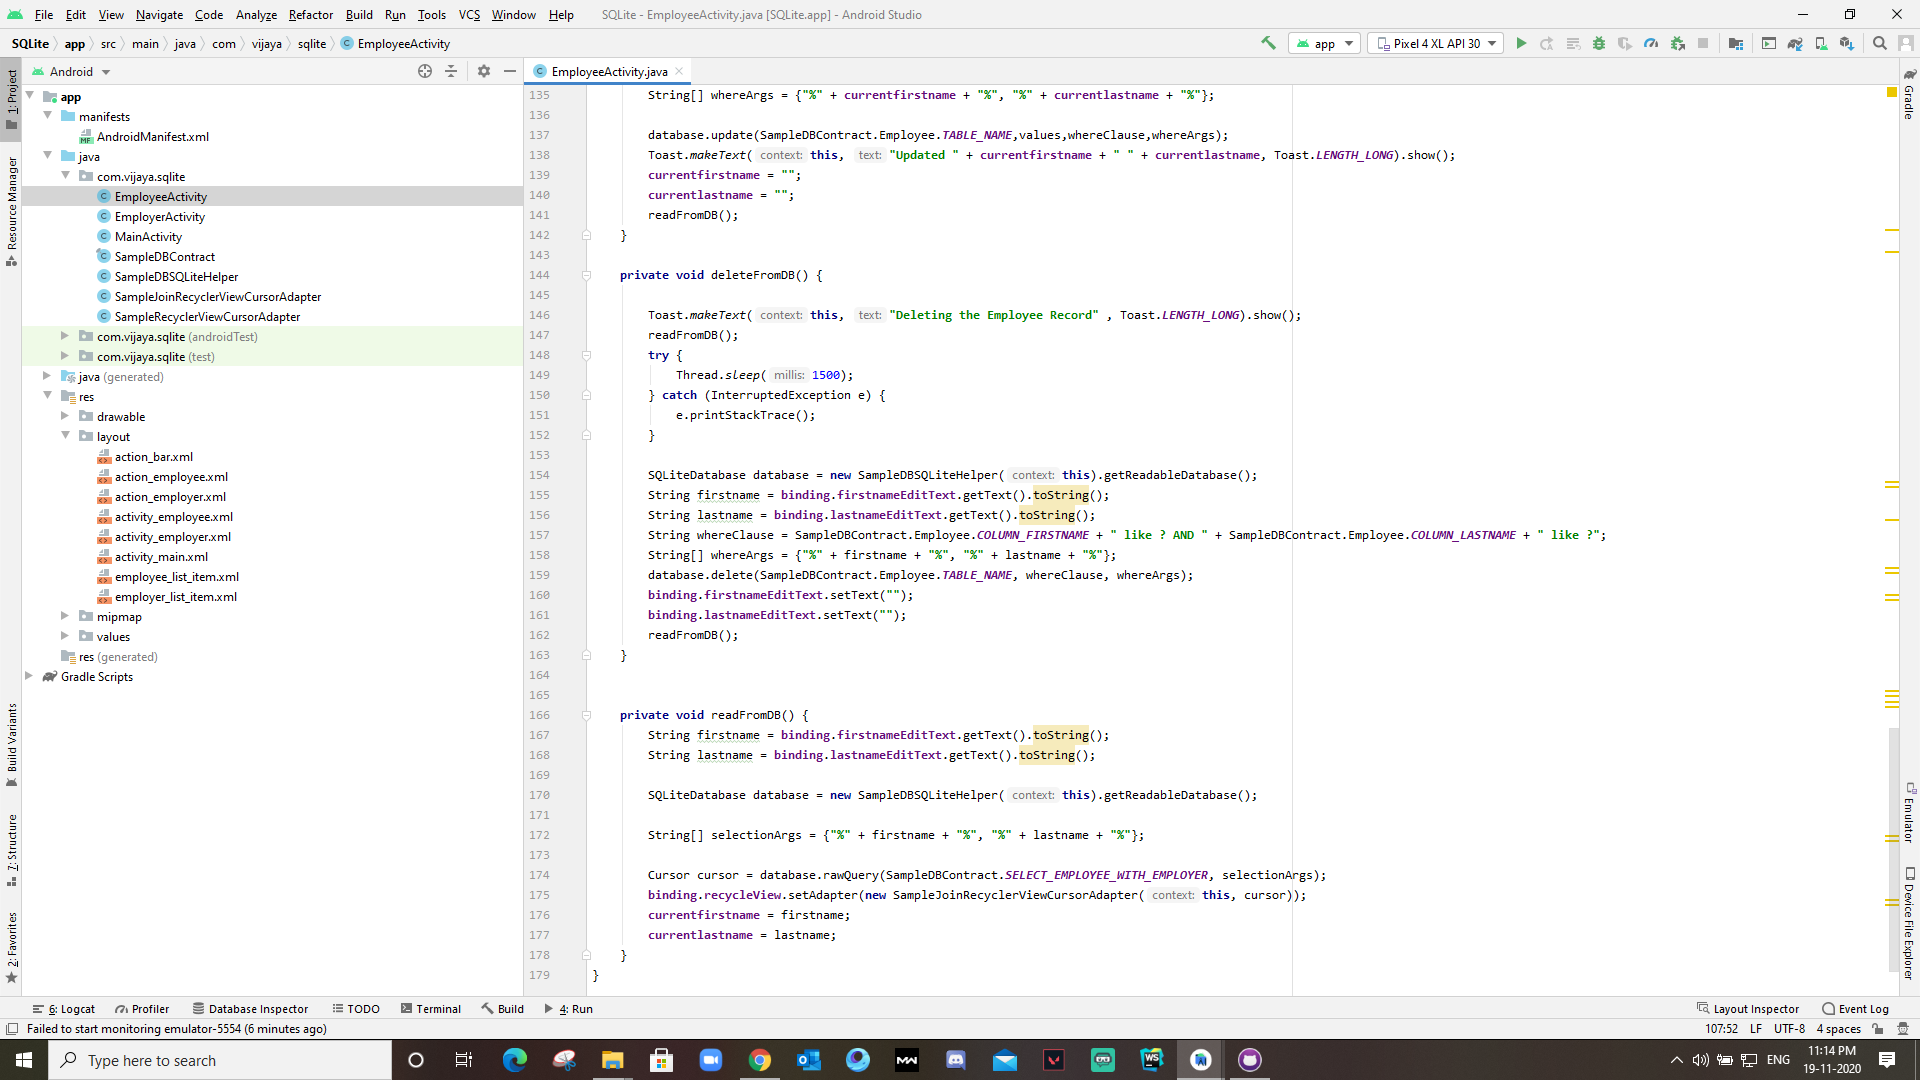 File Edit View Navigate Code Analyze Refactor Build Run Tools VCS Window Help SQLite - EmployeeActivity.java [SQLite.app] - Android Studio
SQLite app src main java com vijaya sqlite EmployeeActivity app Pixel 4 XL API 30
Android
EmployeeActivity.java
1: Project
Resource Manager
Build Variants
7: Structure
2: Favorites
app
manifests
AndroidManifest.xml
java
com.vijaya.sqlite
EmployeeActivity
EmployerActivity
MainActivity
SampleDBContract
SampleDBSQLiteHelper
SampleJoinRecyclerViewCursorAdapter
SampleRecyclerViewCursorAdapter
com.vijaya.sqlite (androidTest)
com.vijaya.sqlite (test)
java (generated)
res
drawable
layout
action_bar.xml
action_employee.xml
action_employer.xml
activity_employee.xml
activity_employer.xml
activity_main.xml
employee_list_item.xml
employer_list_item.xml
mipmap
values
res (generated)
Gradle Scripts
135 String[] whereArgs = {"%" + currentfirstname + "%", "%" + currentlastname + "%"};
136
137 database.update(SampleDBContract.Employee.TABLE_NAME,values,whereClause,whereArgs);
138 Toast.makeText( context: this, text: "Updated " + currentfirstname + " " + currentlastname, Toast.LENGTH_LONG).show();
139 currentfirstname = "";
140 currentlastname = "";
141 readFromDB();
142 }
143
144 private void deleteFromDB() {
145
146 Toast.makeText( context: this, text: "Deleting the Employee Record" , Toast.LENGTH_LONG).show();
147 readFromDB();
148 try {
149 Thread.sleep( millis: 1500);
150 } catch (InterruptedException e) {
151 e.printStackTrace();
152 }
153
154 SQLiteDatabase database = new SampleDBSQLiteHelper( context: this).getReadableDatabase();
155 String firstname = binding.firstnameEditText.getText().toString();
156 String lastname = binding.lastnameEditText.getText().toString();
157 String whereClause = SampleDBContract.Employee.COLUMN_FIRSTNAME + " like ? AND " + SampleDBContract.Employee.COLUMN_LASTNAME + " like ?";
158 String[] whereArgs = {"%" + firstname + "%", "%" + lastname + "%"};
159 database.delete(SampleDBContract.Employee.TABLE_NAME, whereClause, whereArgs);
160 binding.firstnameEditText.setText("");
161 binding.lastnameEditText.setText("");
162 readFromDB();
163 }
164
165
166 private void readFromDB() {
167 String firstname = binding.firstnameEditText.getText().toString();
168 String lastname = binding.lastnameEditText.getText().toString();
169
170 SQLiteDatabase database = new SampleDBSQLiteHelper( context: this).getReadableDatabase();
171
172 String[] selectionArgs = {"%" + firstname + "%", "%" + lastname + "%"};
173
174 Cursor cursor = database.rawQuery(SampleDBContract.SELECT_EMPLOYEE_WITH_EMPLOYER, selectionArgs);
175 binding.recycleView.setAdapter(new SampleJoinRecyclerViewCursorAdapter( context: this, cursor));
176 currentfirstname = firstname;
177 currentlastname = lastname;
178 }
179 }
Gradle
Emulator
Device File Explorer
6: Logcat Profiler Database Inspector TODO Terminal Build 4: Run Layout Inspector Event Log
Failed to start monitoring emulator-5554 (6 minutes ago) 107:52 LF UTF-8 4 spaces
Type here to search
ENG
11:14 PM
19-11-2020